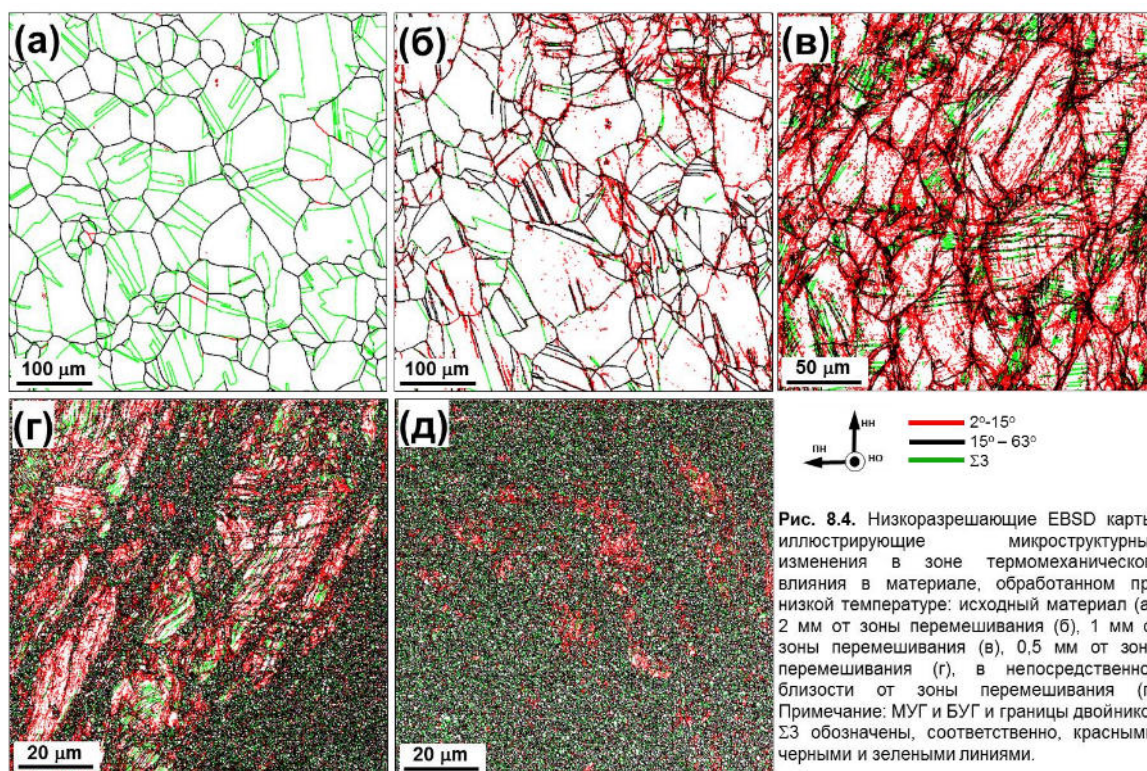 (а)
(б)
(в)
100 μm
100 μm
50 μm
(г)
(д)
20 μm
20 μm
НН
ПН
НО
2°-15°
15° – 63°
Σ3
Рис. 8.4. Низкоразрешающие EBSD карты
иллюстрирующие микроструктурны
изменения в зоне термомеханическо
влияния в материале, обработанном пр
низкой температуре: исходный материал (а
2 мм от зоны перемешивания (б), 1 мм о
зоны перемешивания (в), 0,5 мм от зон
перемешивания (г), в непосредственно
близости от зоны перемешивания (г
Примечание: МУГ и БУГ и границы двойнико
Σ3 обозначены, соответственно, красным
черными и зелеными линиями.